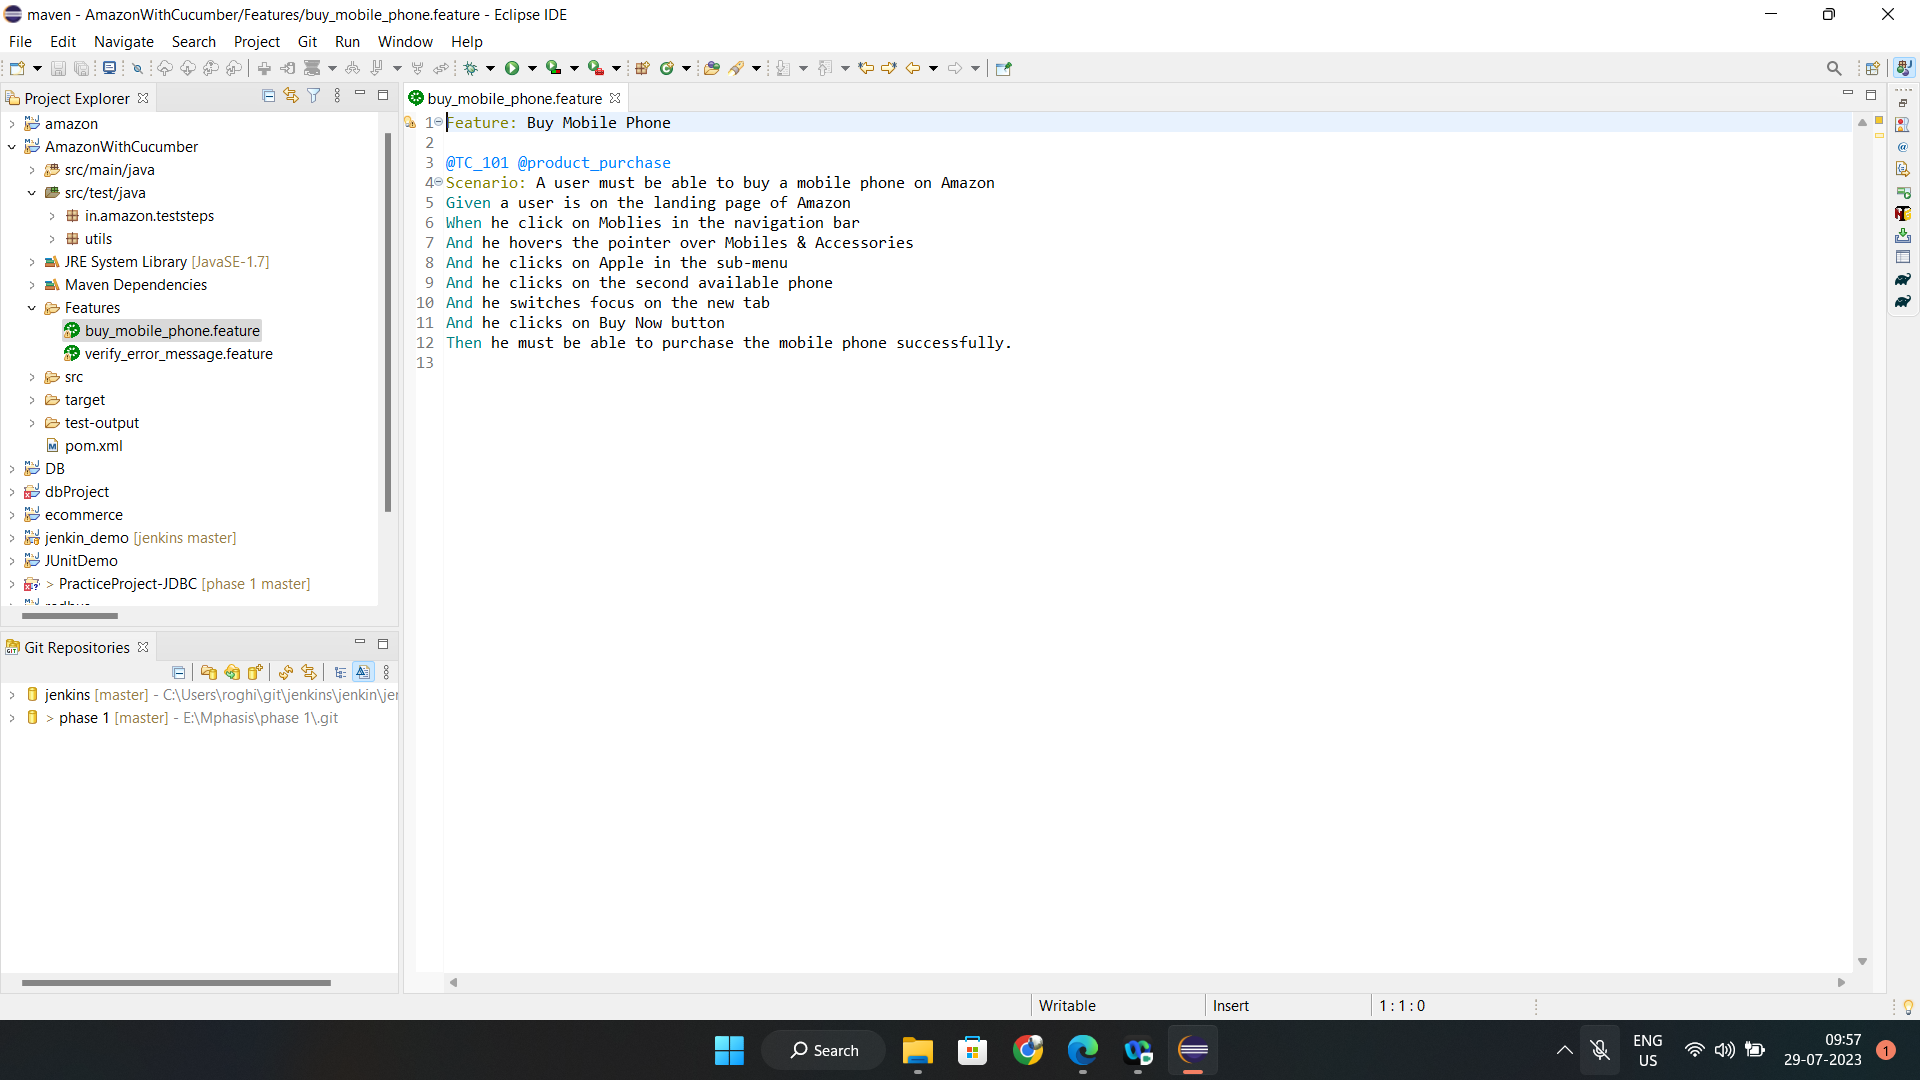 maven - AmazonWithCucumber/Features/buy_mobile_phone.feature - Eclipse IDE
File Edit Navigate Search Project Git Run Window Help
Project Explorer
amazon
AmazonWithCucumber
src/main/java
src/test/java
in.amazon.teststeps
utils
JRE System Library [JavaSE-1.7]
Maven Dependencies
Features
buy_mobile_phone.feature
verify_error_message.feature
src
target
test-output
pom.xml
DB
dbProject
ecommerce
jenkin_demo [jenkins master]
JUnitDemo
> PracticeProject-JDBC [phase 1 master]
Git Repositories
jenkins [master] - C:\Users\roghi\git\jenkins\jenkin\jer
> phase 1 [master] - E:\Mphasis\phase 1\.git
buy_mobile_phone.feature
1 Feature: Buy Mobile Phone
2
3 @TC_101 @product_purchase
4 Scenario: A user must be able to buy a mobile phone on Amazon
5 Given a user is on the landing page of Amazon
6 When he click on Moblies in the navigation bar
7 And he hovers the pointer over Mobiles & Accessories
8 And he clicks on Apple in the sub-menu
9 And he clicks on the second available phone
10 And he switches focus on the new tab
11 And he clicks on Buy Now button
12 Then he must be able to purchase the mobile phone successfully.
13
Writable Insert 1 : 1 : 0
Search
ENG
US
09:57
29-07-2023
1